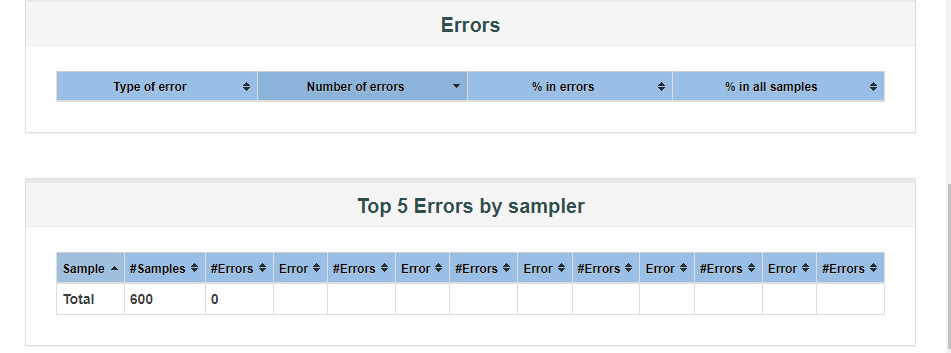 Errors
Type of error Number of errors % in errors % in all samples
Top 5 Errors by sampler
Sample #Samples #Errors Error #Errors Error #Errors Error #Errors Error #Errors Error #Errors
Total 600 0